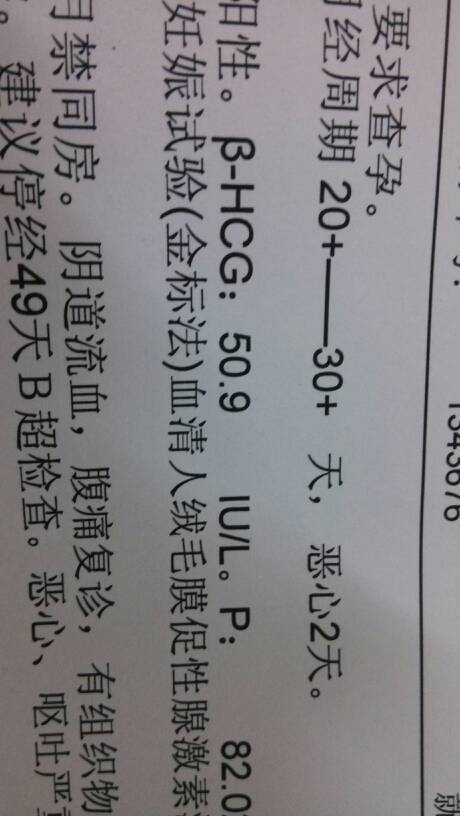 1343676
要求查孕。
经周期 20+——30+ 天，恶心2天。
阳性。β-HCG：50.9 IU/L。P： 82.0
妊娠试验(金标法)血清人绒毛膜促性腺激素
禁同房。 阴道流血，腹痛复诊，有组织物
建议停经49天B超检查。恶心、呕吐严